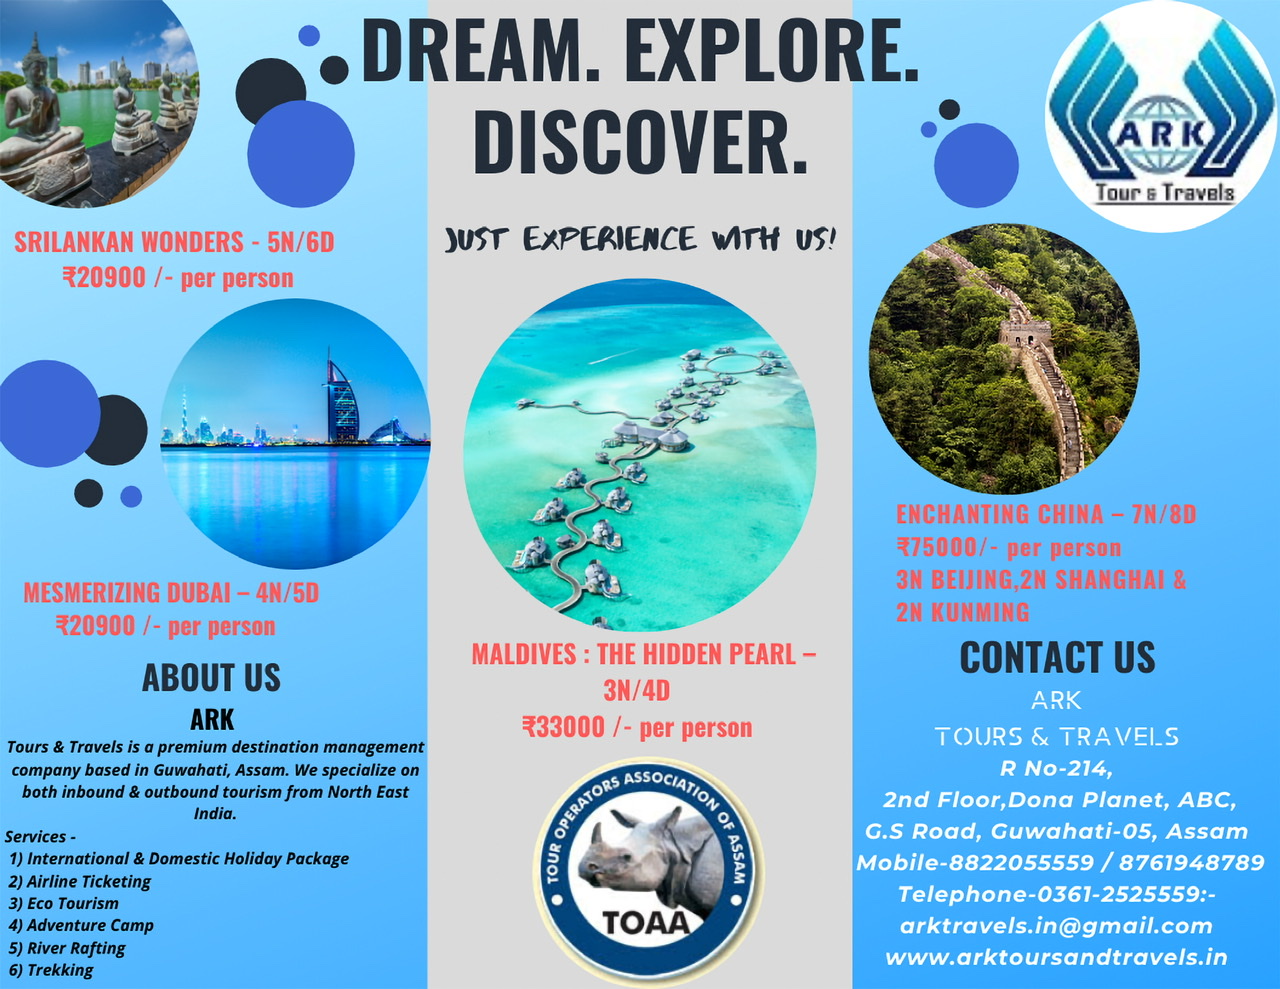 DREAM. EXPLORE.
DISCOVER.
JUST EXPERIENCE WITH US!
ARK
Tour & Travels
SRILANKAN WONDERS - 5N/6D
₹20900 /- per person
MESMERIZING DUBAI – 4N/5D
₹20900 /- per person
ABOUT US
ARK
Tours & Travels is a premium destination management
company based in Guwahati, Assam. We specialize on
both inbound & outbound tourism from North East
India.
Services -
1) International & Domestic Holiday Package
2) Airline Ticketing
3) Eco Tourism
4) Adventure Camp
5) River Rafting
6) Trekking
MALDIVES : THE HIDDEN PEARL –
3N/4D
₹33000 /- per person
TOUR OPERATORS ASSOCIATION OF ASSAM
TOAA
ENCHANTING CHINA – 7N/8D
₹75000/- per person
3N BEIJING,2N SHANGHAI &
2N KUNMING
CONTACT US
ARK
TOURS & TRAVELS
R No-214,
2nd Floor,Dona Planet, ABC,
G.S Road, Guwahati-05, Assam
Mobile-8822055559 / 8761948789
Telephone-0361-2525559:-
arktravels.in@gmail.com
www.arktoursandtravels.in